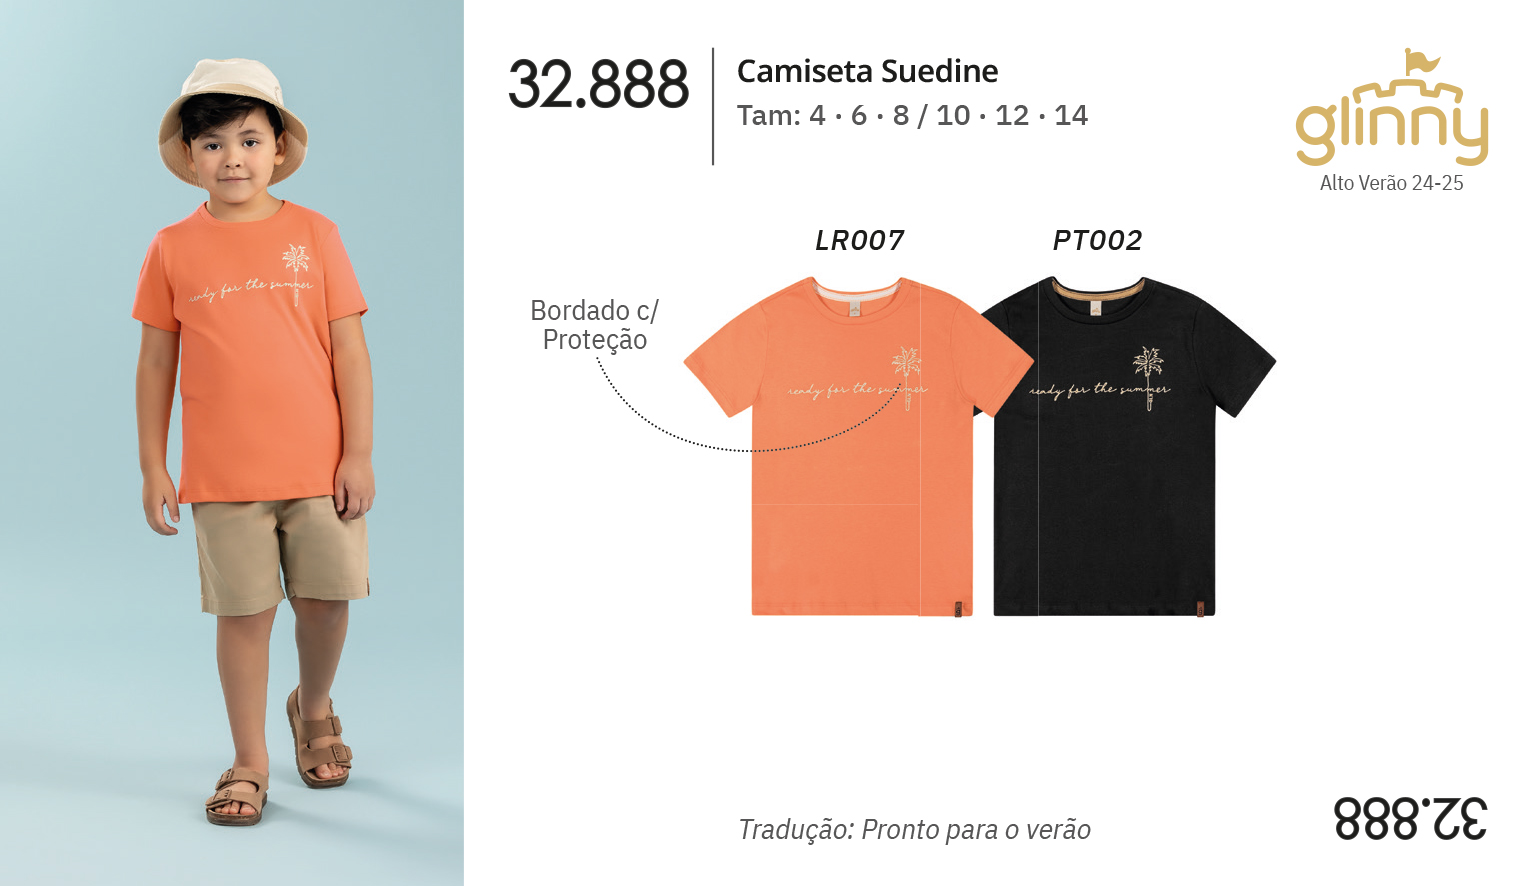 32.888
Camiseta Suedine
Tam: 4 · 6 · 8 / 10 · 12 · 14
glinny
Alto Verão 24-25
LR007
PT002
Bordado c/
Proteção
ready for the summer
ready for the summer
ready for the summer
Tradução: Pronto para o verão
32.888